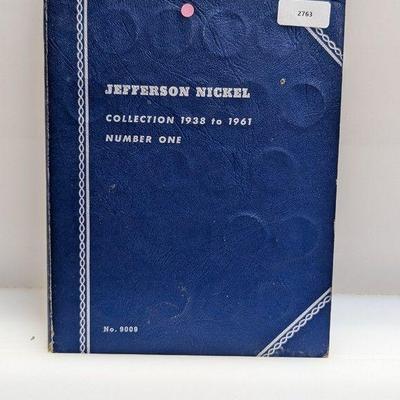 2763
JEFFERSON NICKEL
COLLECTION 1938 to 1961
NUMBER ONE
No. 9009